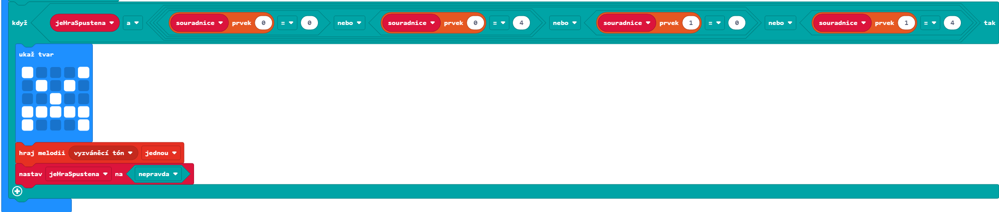 když jeHraSpustena a souradnice prvek 0 = 0 nebo souradnice prvek 0 = 4 nebo souradnice prvek 1 = 0 nebo souradnice prvek 1 = 4 tak
ukaž tvar
hraj melodii vyzváněcí tón jednou
nastav jeHraSpustena na nepravda